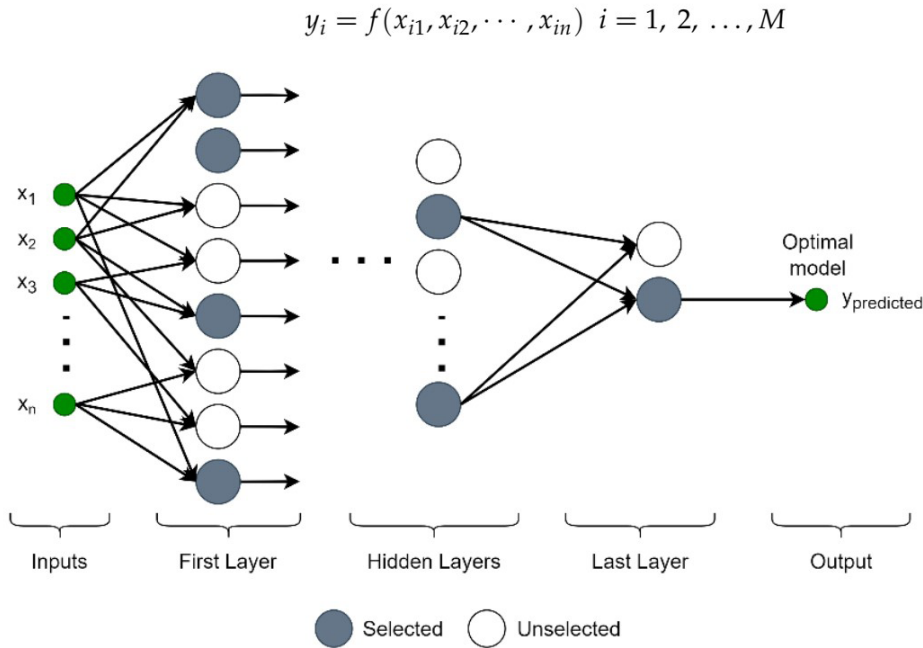 yᵢ = f(xᵢ₁, xᵢ₂, ⋯, xᵢₙ) i = 1, 2, …, M
x₁
x₂
x₃
xₙ
Optimal
model
y_predicted
Inputs
First Layer
Hidden Layers
Last Layer
Output
Selected
Unselected